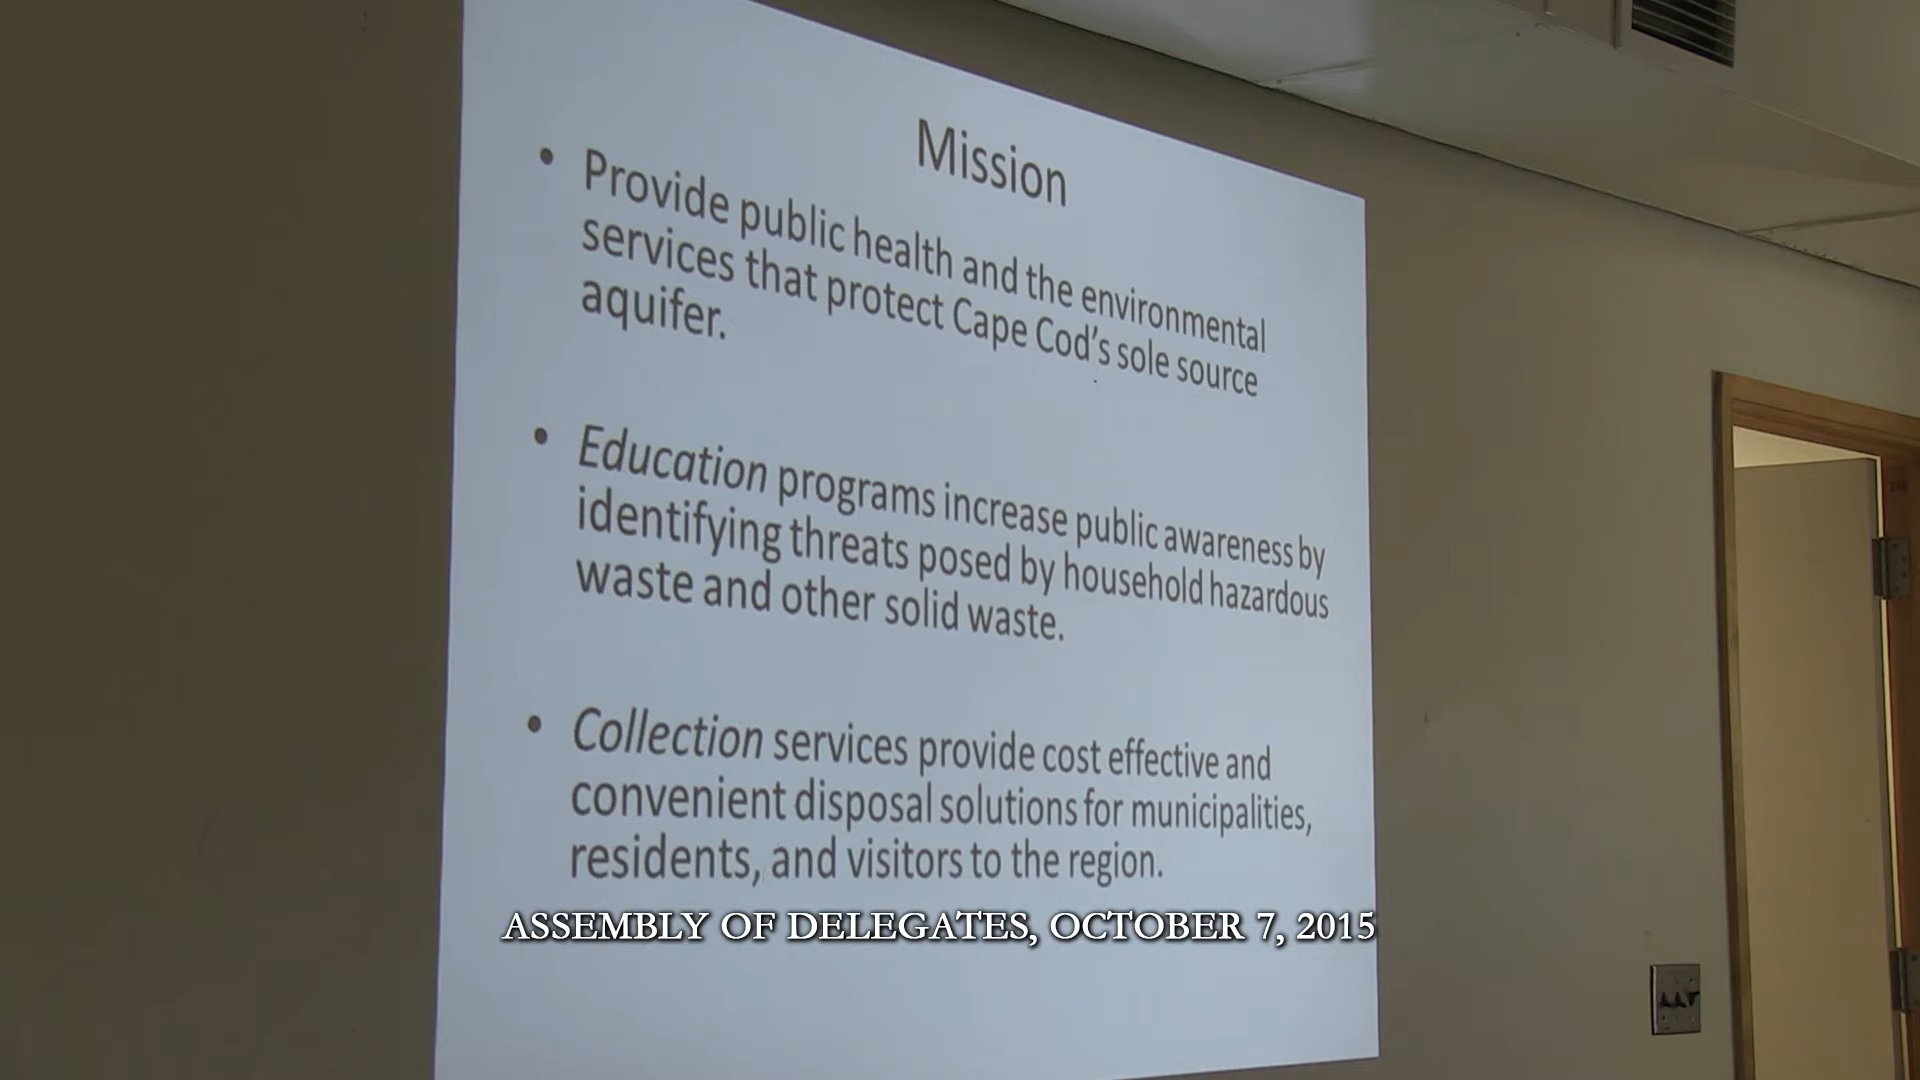 Mission
• Provide public health and the environmental
services that protect Cape Cod's sole source
aquifer.
• Education programs increase public awareness by
identifying threats posed by household hazardous
waste and other solid waste.
• Collection services provide cost effective and
convenient disposal solutions for municipalities,
residents, and visitors to the region.
ASSEMBLY OF DELEGATES, OCTOBER 7, 2015